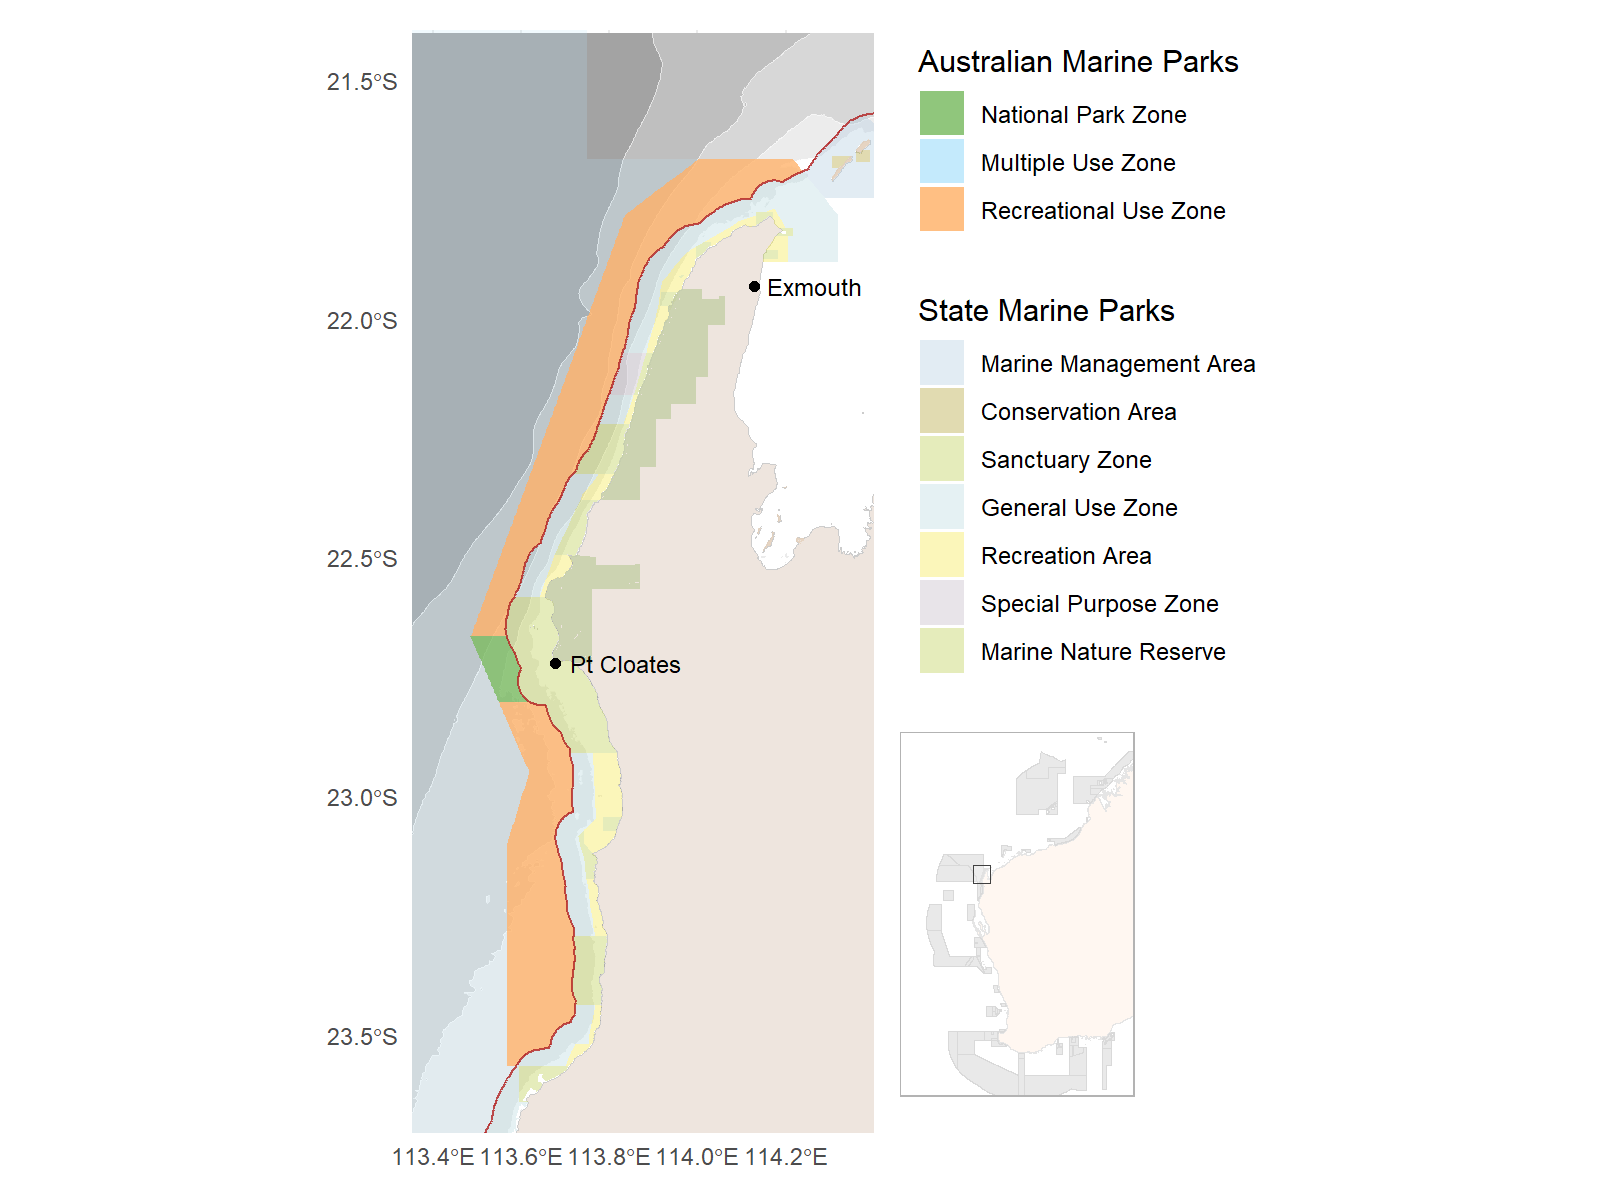 21.5°S
22.0°S
22.5°S
23.0°S
23.5°S
113.4°E 113.6°E 113.8°E 114.0°E 114.2°E
Exmouth
Pt Cloates
Australian Marine Parks
National Park Zone
Multiple Use Zone
Recreational Use Zone
State Marine Parks
Marine Management Area
Conservation Area
Sanctuary Zone
General Use Zone
Recreation Area
Special Purpose Zone
Marine Nature Reserve